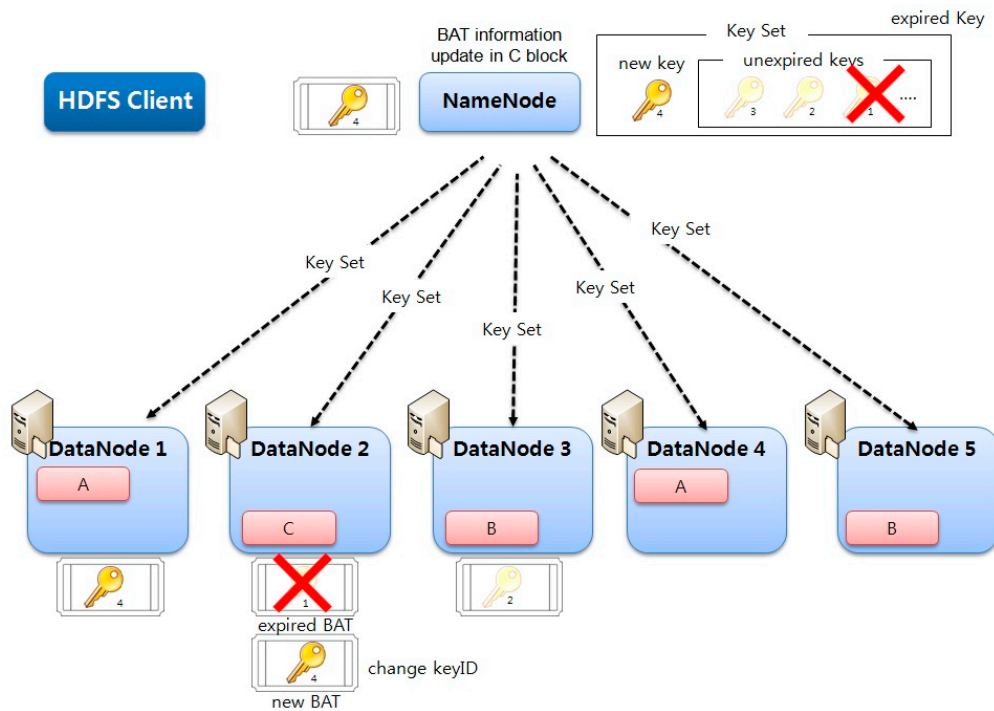 expired Key
Key Set
BAT information
update in C block
new key
unexpired keys
HDFS Client
NameNode
4
4
3
2
1
....
Key Set
Key Set
Key Set
Key Set
Key Set
DataNode 1
DataNode 2
DataNode 3
DataNode 4
DataNode 5
A
A
C
B
B
4
1
2
expired BAT
4
change keyID
new BAT